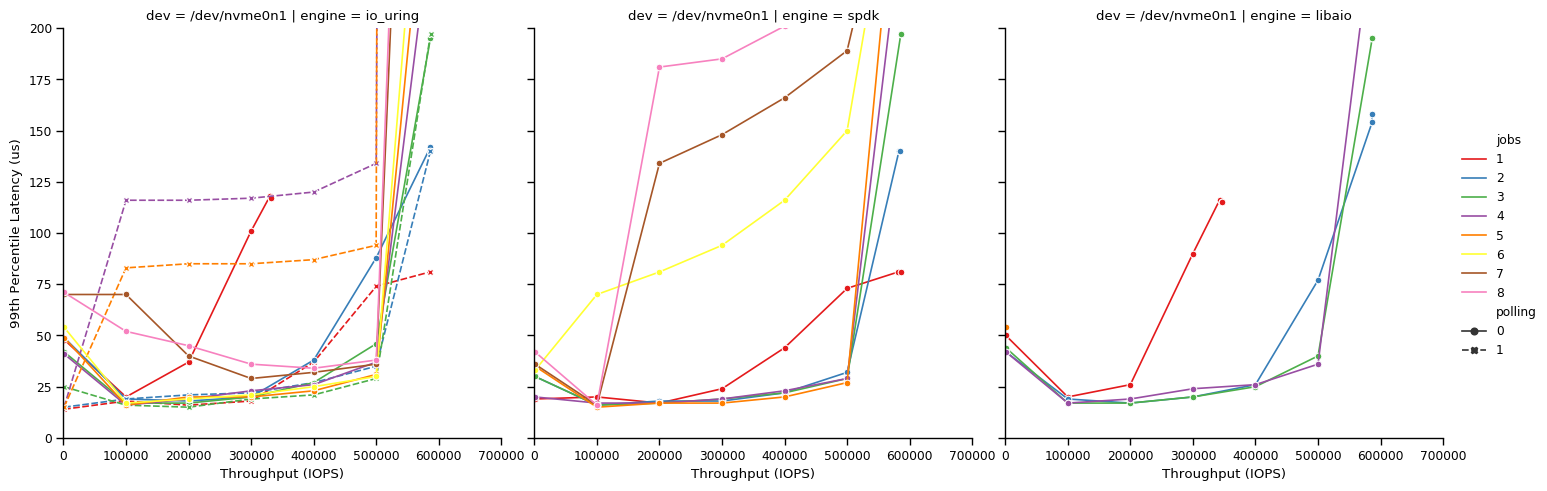 dev = /dev/nvme0n1 | engine = io_uring
dev = /dev/nvme0n1 | engine = spdk
dev = /dev/nvme0n1 | engine = libaio
99th Percentile Latency (us)
200
175
150
125
100
75
50
25
0
0 100000 200000 300000 400000 500000 600000 700000
Throughput (IOPS)
0 100000 200000 300000 400000 500000 600000 700000
Throughput (IOPS)
0 100000 200000 300000 400000 500000 600000 700000
Throughput (IOPS)
jobs
1
2
3
4
5
6
7
8
polling
0
1